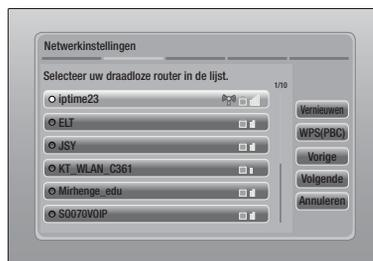 Netwerkinstellingen
Selecteer uw draadloze router in de lijst.
1/10
iptime23
ELT
JSY
KT_WLAN_C361
Mirhenge_edu
S0070VOIP
Vernieuwen
WPS(PBC)
Vorige
Volgende
Annuleren